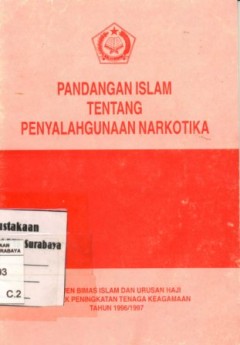 PANDANGAN ISLAM
TENTANG
PENYALAHGUNAAN NARKOTIKA
ustakaan
Surabaya
C.2
EN BIMAS ISLAM DAN URUSAN HAJI
K PENINGKATAN TENAGA KEAGAMAAN
TAHUN 1996/1997